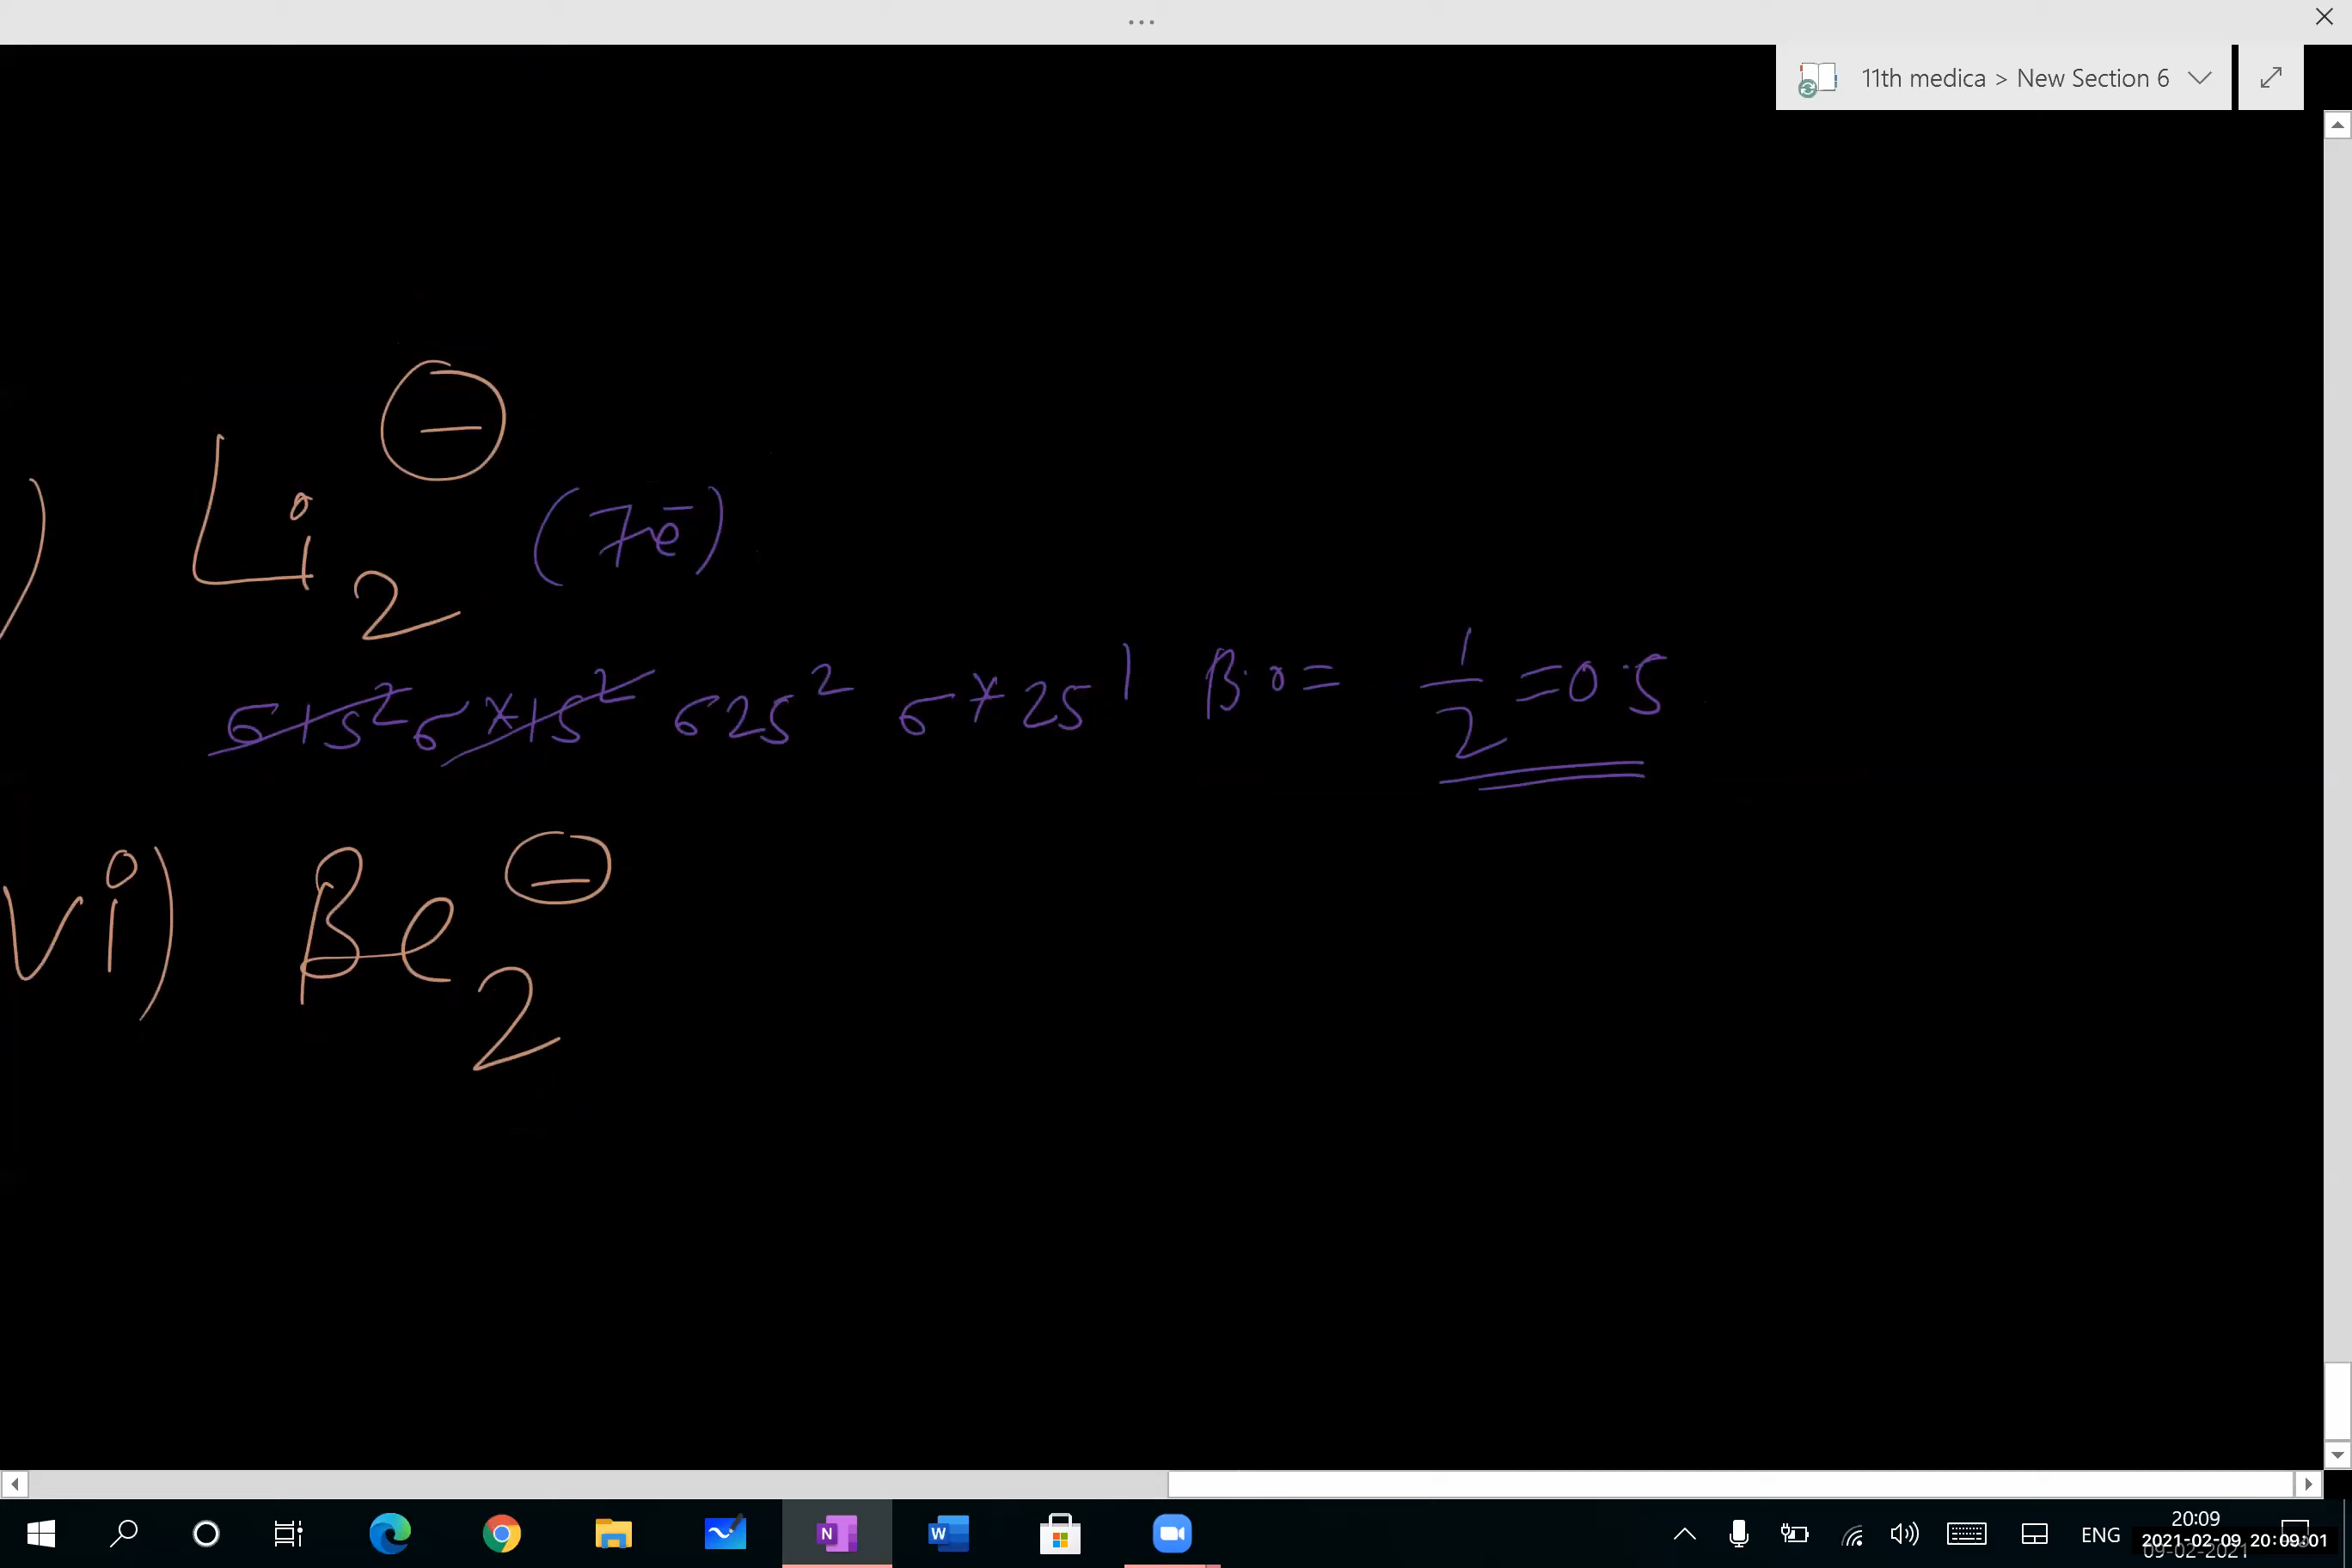 ...
11th medica > New Section 6
) Li₂⊖ (7ē)
σ1s² σ*1s² σ2s² σ*2s¹ B.O = 1/2 = 0.5
vi) Be₂⊖
ENG
20:09
2021-02-09 20:09:01
09-02-2021